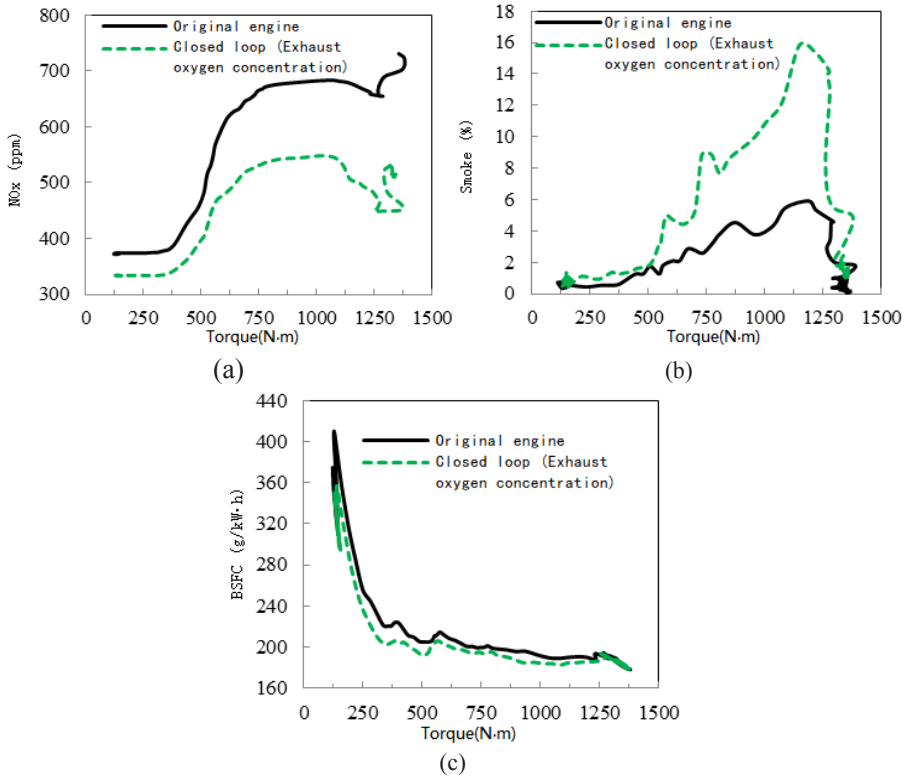 800
700
600
500
400
300
NOx (ppm)
Original engine
Closed loop (Exhaust
oxygen concentration)
0 250 500 750 1000 1250 1500
Torque(N·m)
(a)
18
16
14
12
10
8
6
4
2
0
Smoke (%)
Original engine
Closed loop (Exhaust
oxygen concentration)
0 250 500 750 1000 1250 1500
Torque(N·m)
(b)
440
400
360
320
280
240
200
160
BSFC (g/kW·h)
Original engine
Closed loop (Exhaust
oxygen concentration)
0 250 500 750 1000 1250 1500
Torque(N·m)
(c)